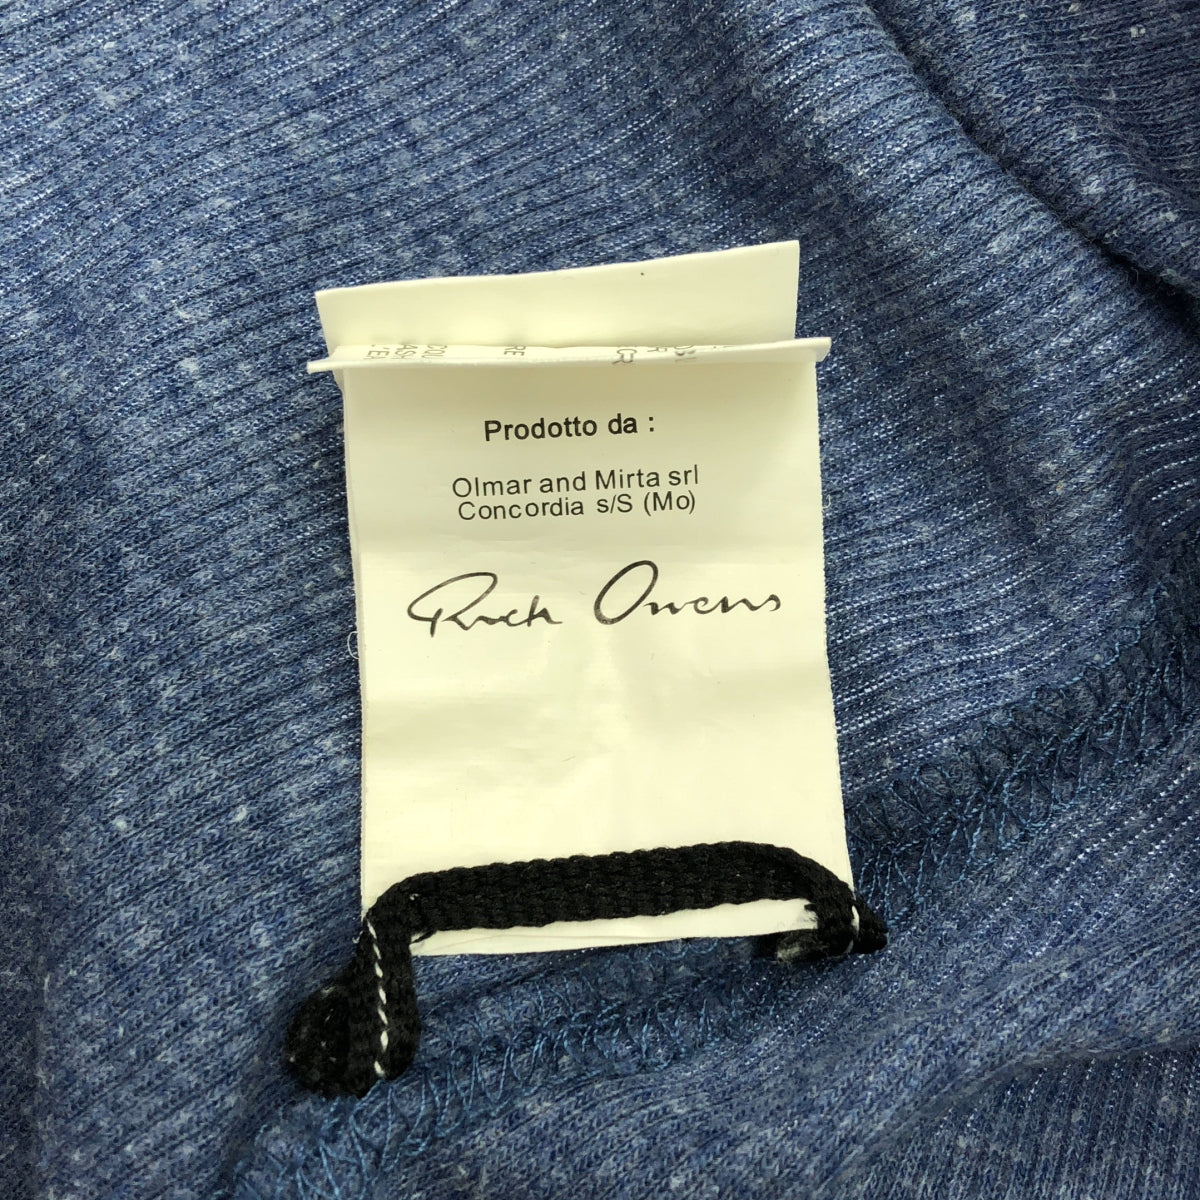 Prodotto da :
Olmar and Mirta srl
Concordia s/S (Mo)
Rick Owens